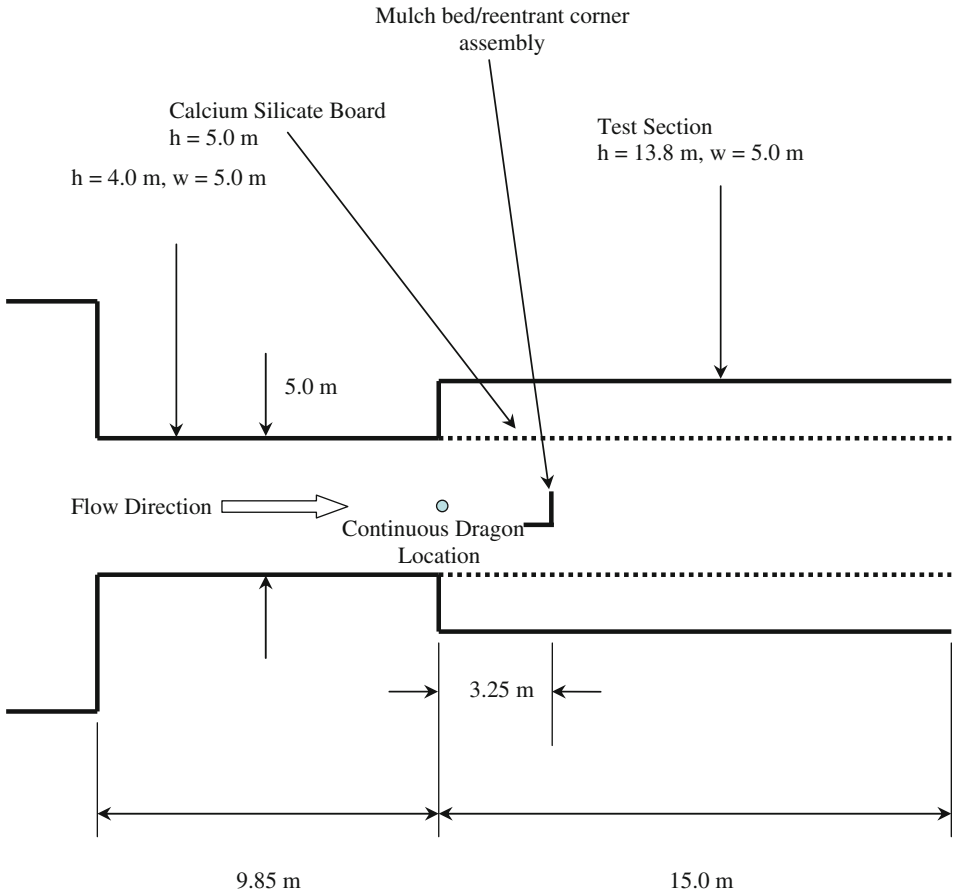 Mulch bed/reentrant corner
assembly
Calcium Silicate Board
h = 5.0 m
Test Section
h = 13.8 m, w = 5.0 m
h = 4.0 m, w = 5.0 m
5.0 m
Flow Direction
Continuous Dragon
Location
3.25 m
9.85 m
15.0 m